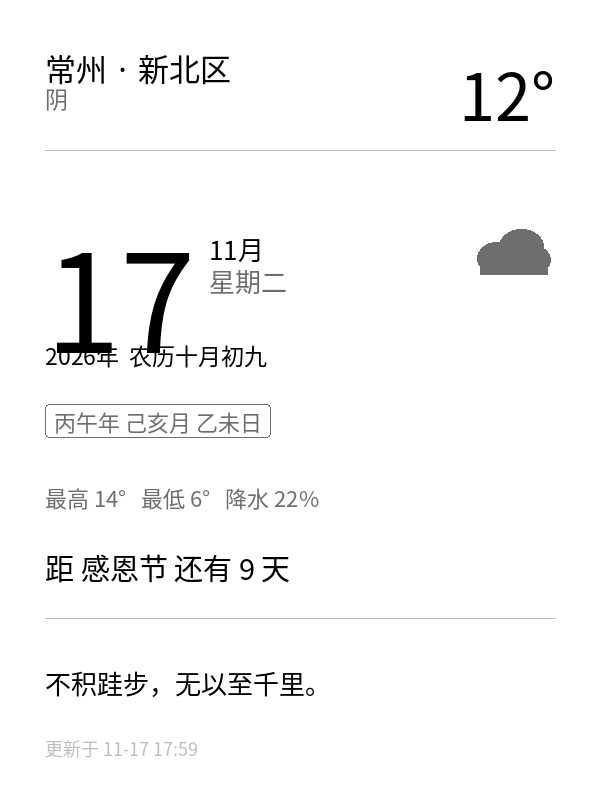 常州 · 新北区
阴
12°
17
11月
星期二
2026年 农历十月初九
丙午年 己亥月 乙未日
最高 14° 最低 6° 降水 22%
距 感恩节 还有 9 天
不积跬步，无以至千里。
更新于 11-17 17:59